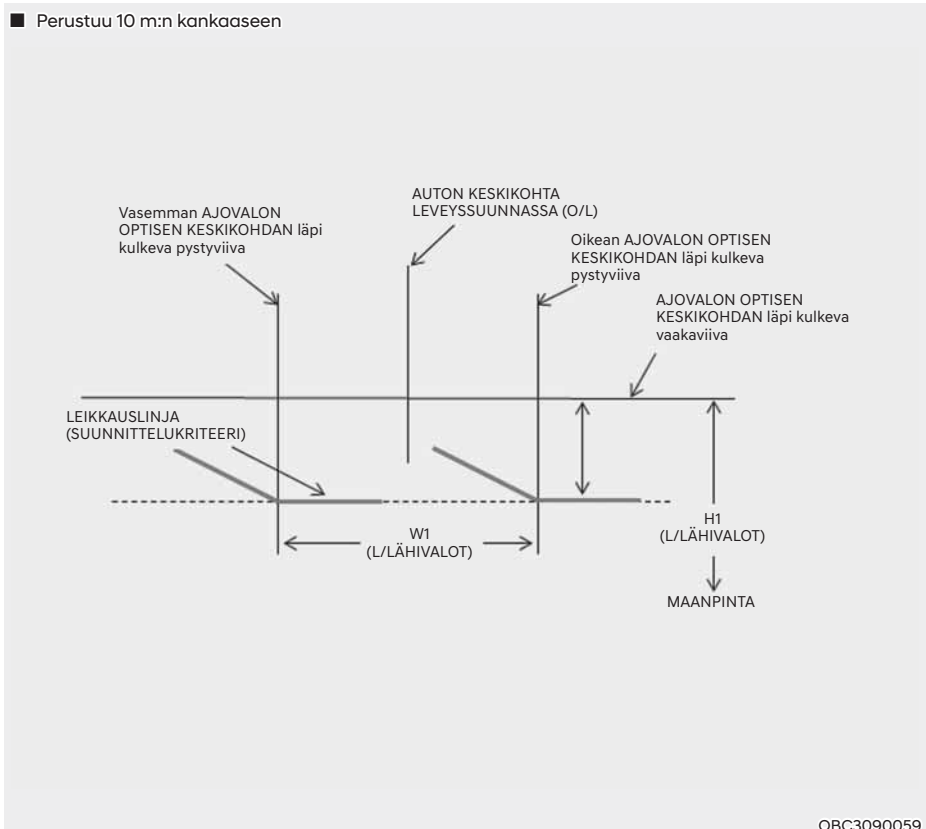 ■ Perustuu 10 m:n kankaaseen
Vasemman AJOVALON
OPTISEN KESKIKOHDAN läpi
kulkeva pystyviiva
AUTON KESKIKOHTA
LEVEYSSUUNNASSA (O/L)
Oikean AJOVALON OPTISEN
KESKIKOHDAN läpi kulkeva
pystyviiva
AJOVALON OPTISEN
KESKIKOHDAN läpi kulkeva
vaakaviiva
LEIKKAUSLINJA
(SUUNNITTELUKRITEERI)
W1
(L/LÄHIVALOT)
H1
(L/LÄHIVALOT)
MAANPINTA
OBC3090059